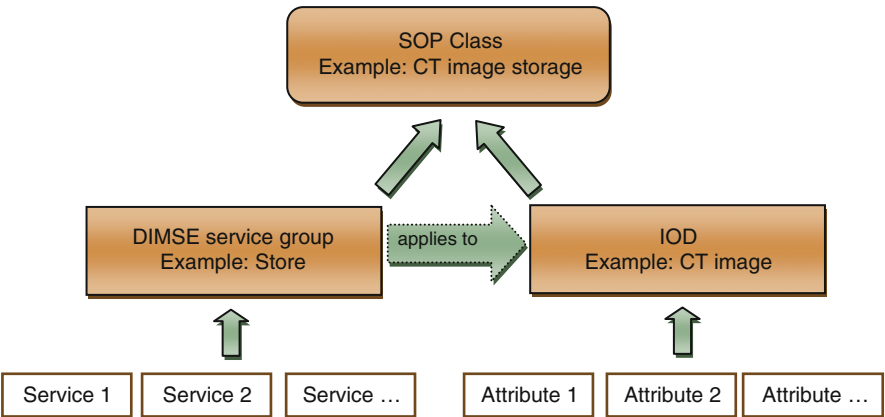 SOP Class
Example: CT image storage
DIMSE service group
Example: Store
applies to
IOD
Example: CT image
Service 1
Service 2
Service …
Attribute 1
Attribute 2
Attribute …